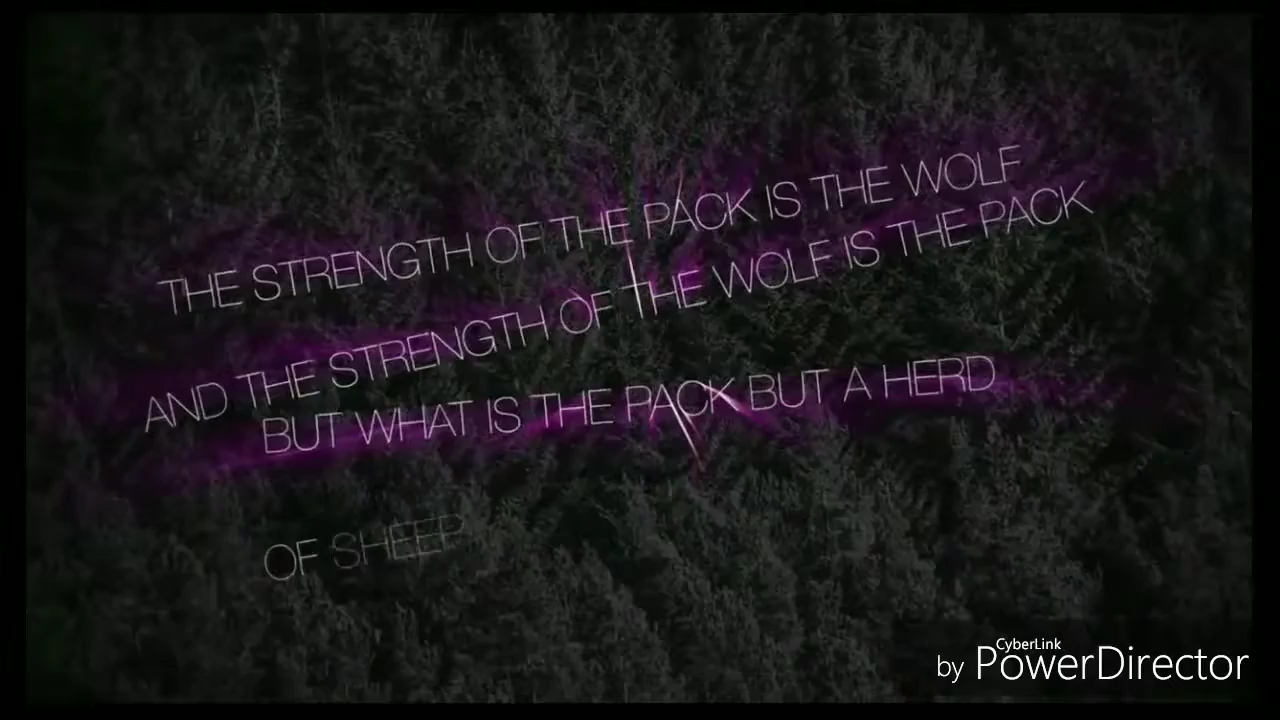 THE STRENGTH OF THE PACK IS THE WOLF
AND THE STRENGTH OF THE WOLF IS THE PACK
BUT WHAT IS THE PACK BUT A HERD
OF SHEEP
CyberLink
by PowerDirector